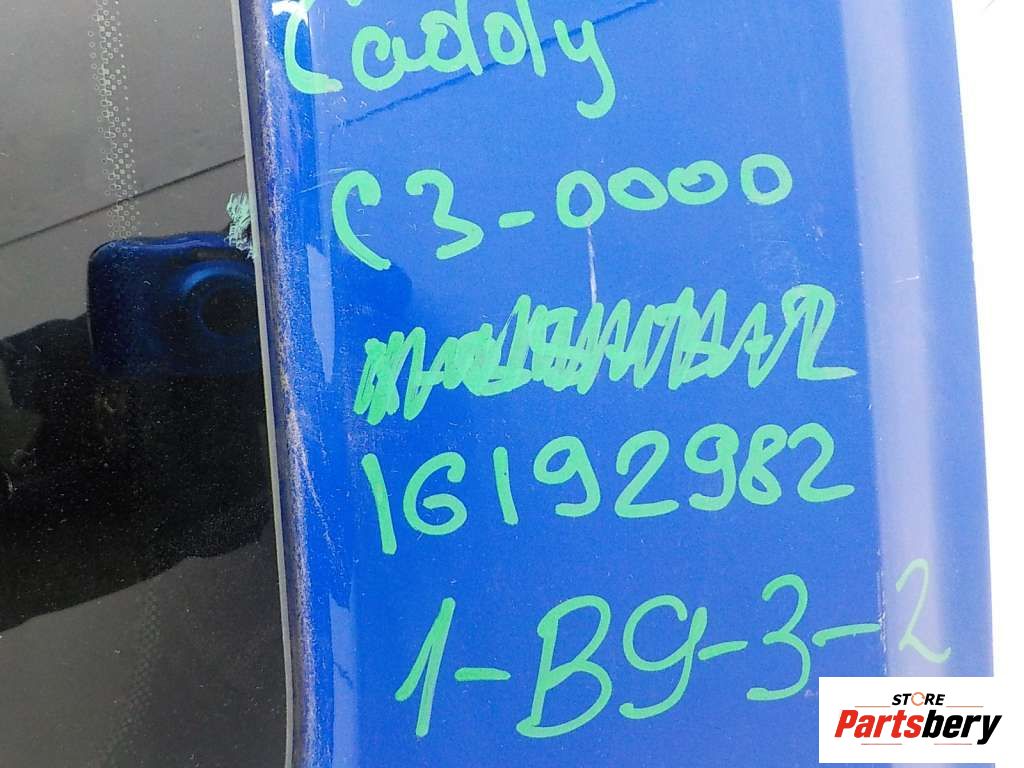 Caddy
C3-0000
16192982
1-B9-3-2
STORE
Partsbery